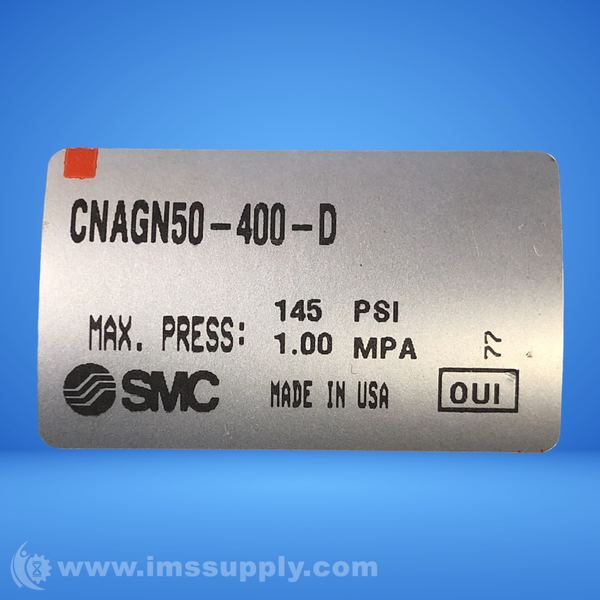 CNAGN50-400-D
MAX. PRESS: 145 PSI
1.00 MPA
77
SMC MADE IN USA OUI
www.imssupply.com